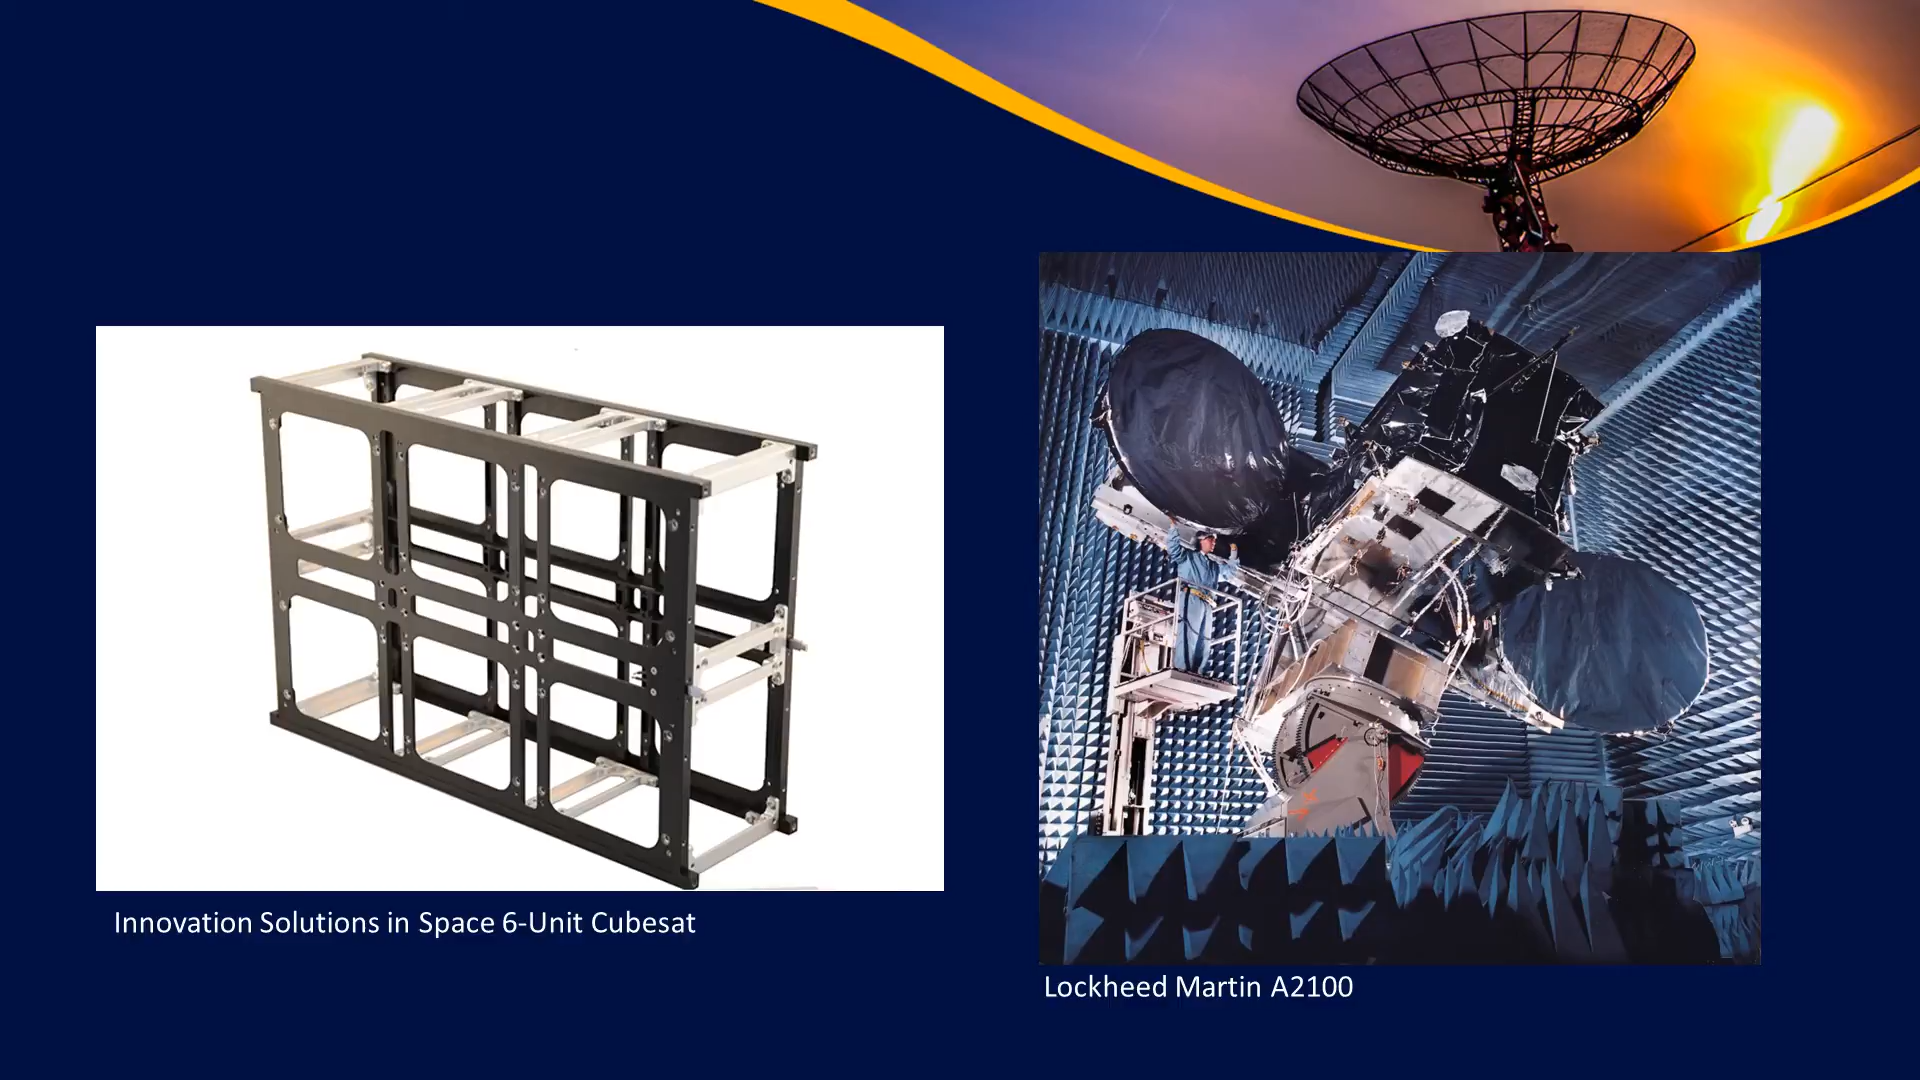 Innovation Solutions in Space 6-Unit Cubesat
Lockheed Martin A2100